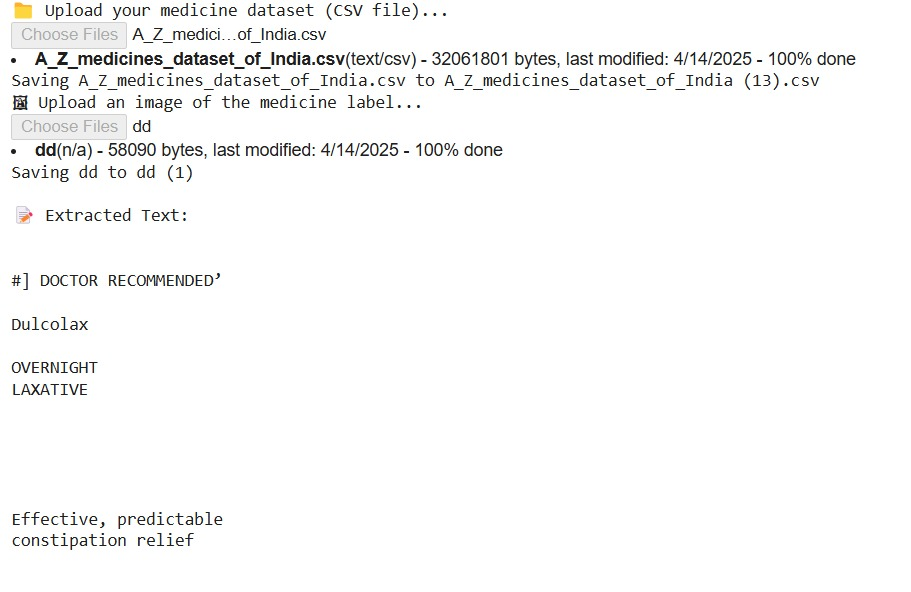 📁 Upload your medicine dataset (CSV file)...
Choose Files A_Z_medici...of_India.csv
• A_Z_medicines_dataset_of_India.csv(text/csv) - 32061801 bytes, last modified: 4/14/2025 - 100% done
Saving A_Z_medicines_dataset_of_India.csv to A_Z_medicines_dataset_of_India (13).csv
🖼 Upload an image of the medicine label...
Choose Files dd
• dd(n/a) - 58090 bytes, last modified: 4/14/2025 - 100% done
Saving dd to dd (1)
📝 Extracted Text:
#] DOCTOR RECOMMENDED’
Dulcolax
OVERNIGHT
LAXATIVE
Effective, predictable
constipation relief